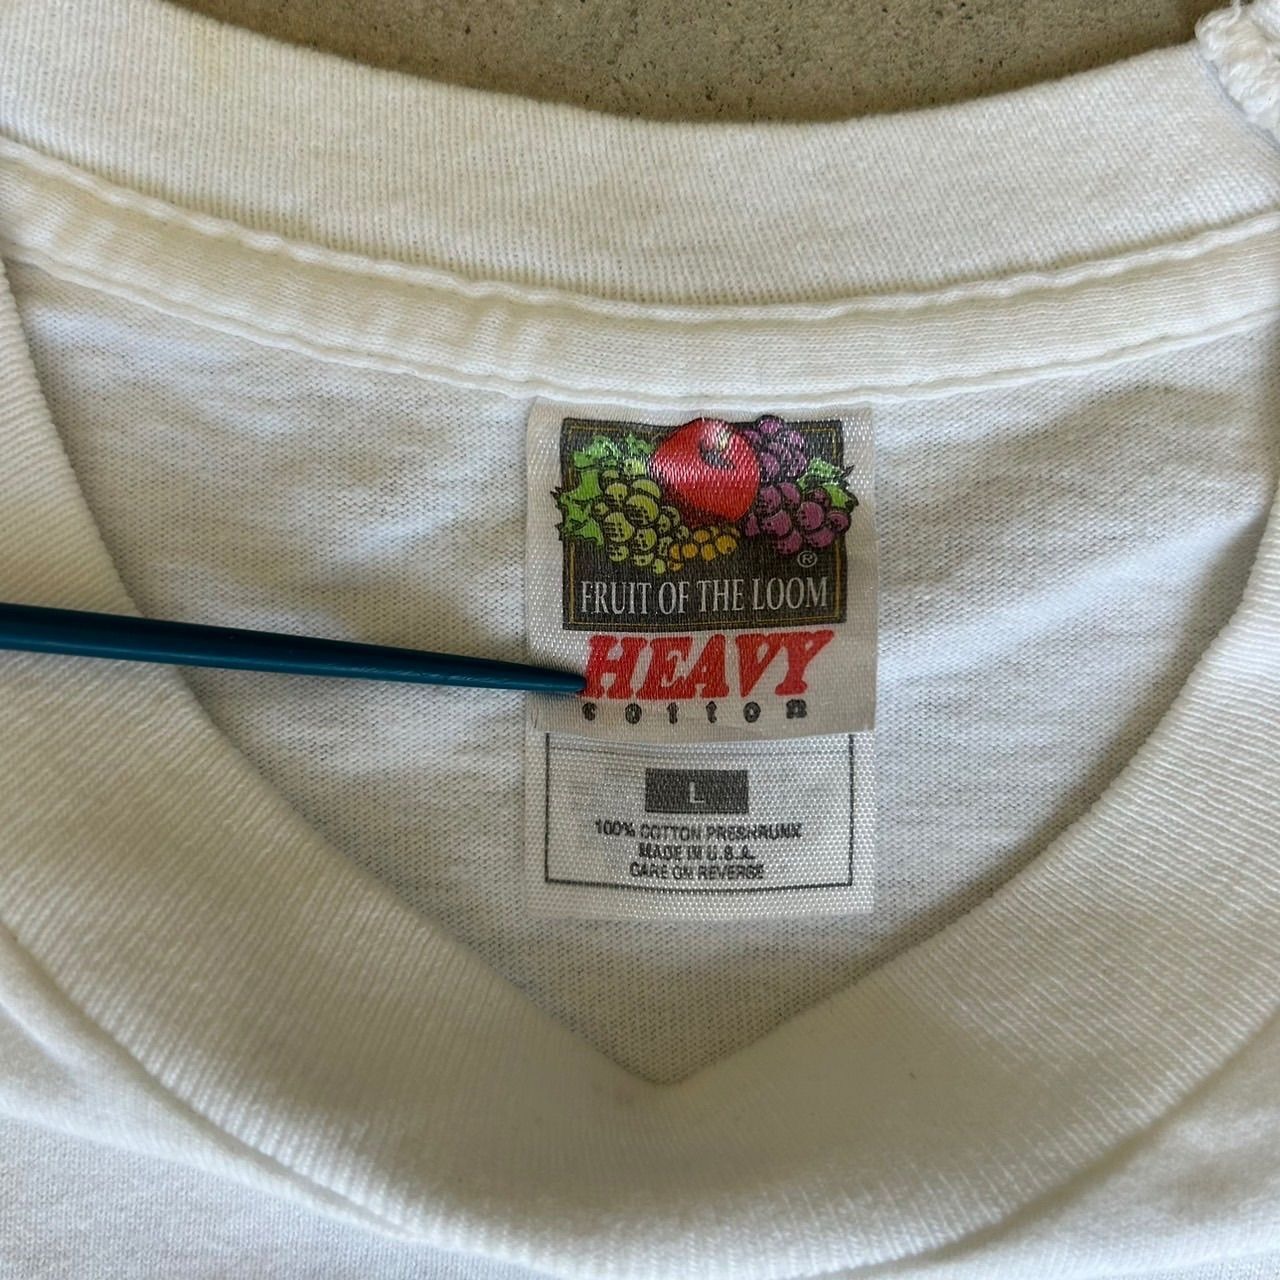 ®
FRUIT OF THE LOOM
HEAVY
cotton
L
100% COTTON PRESHRUNK
MADE IN U.S.A.
CARE ON REVERSE